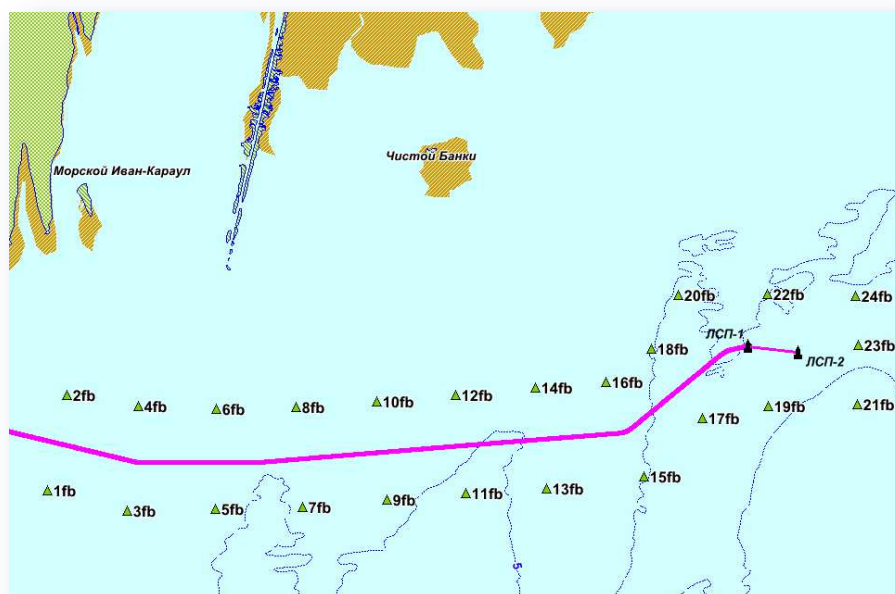 Чистой Банки
Морской Иван-Караул
20fb
22fb
24fb
ЛСП-1
18fb
23fb
ЛСП-2
16fb
14fb
2fb
12fb
10fb
4fb
6fb
8fb
19fb
21fb
17fb
15fb
1fb
13fb
11fb
9fb
3fb
5fb
7fb
5